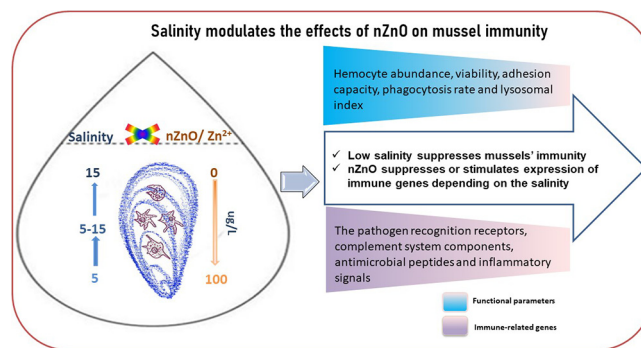 Salinity modulates the effects of nZnO on mussel immunity
Salinity
nZnO/ Zn²⁺
15
5-15
5
0
ug/L
100
Hemocyte abundance, viability, adhesion
capacity, phagocytosis rate and lysosomal
index
✓ Low salinity suppresses mussels' immunity
✓ nZnO suppresses or stimulates expression of
immune genes depending on the salinity
The pathogen recognition receptors,
complement system components,
antimicrobial peptides and inflammatory
signals
Functional parameters
Immune-related genes